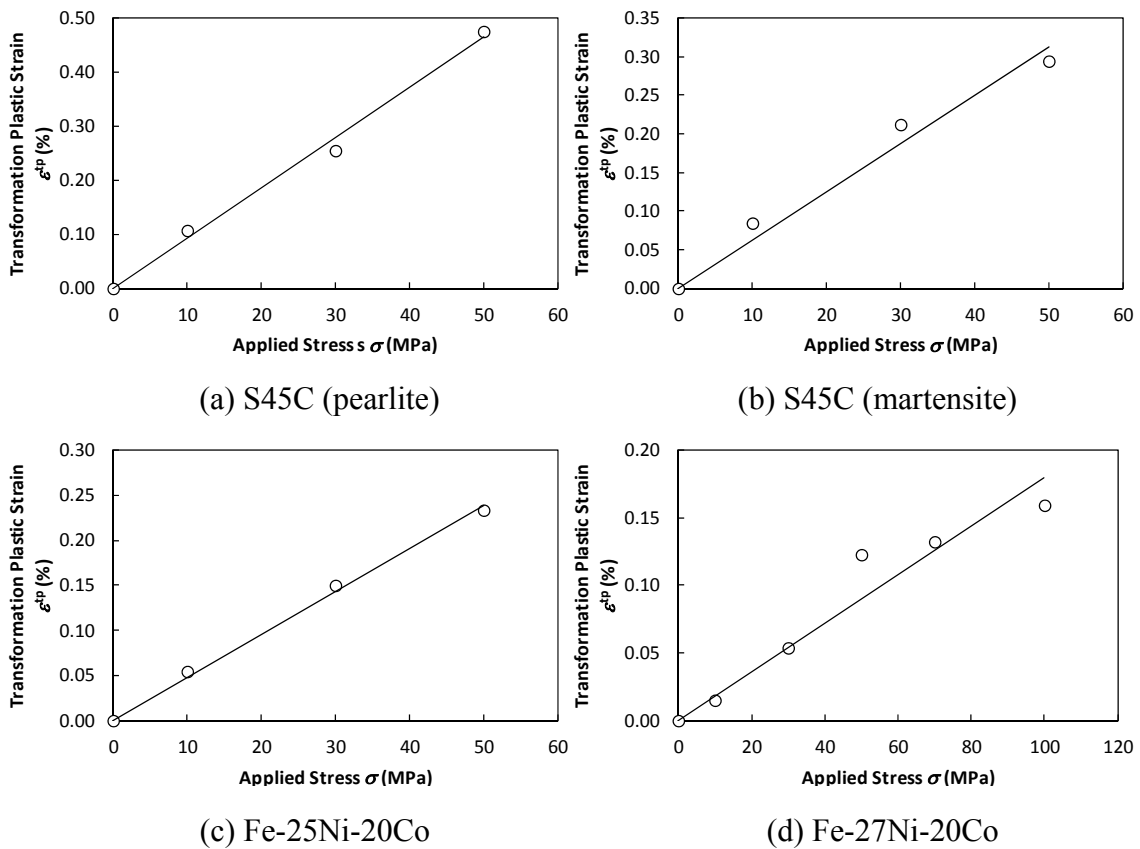 0.50
0.40
0.30
0.20
0.10
0.00
Transformation Plastic Strain
εtp (%)
0 10 20 30 40 50 60
Applied Stress s σ (MPa)
(a) S45C (pearlite)
0.35
0.30
0.25
0.20
0.15
0.10
0.05
0.00
Transformation Plastic Strain
εtp (%)
0 10 20 30 40 50 60
Applied Stress σ (MPa)
(b) S45C (martensite)
0.30
0.25
0.20
0.15
0.10
0.05
0.00
Transformation Plastic Strain
εtp (%)
0 10 20 30 40 50 60
Applied Stress σ (MPa)
(c) Fe-25Ni-20Co
0.20
0.15
0.10
0.05
0.00
Transformation Plastic Strain
εtp (%)
0 20 40 60 80 100 120
Applied Stress σ (MPa)
(d) Fe-27Ni-20Co